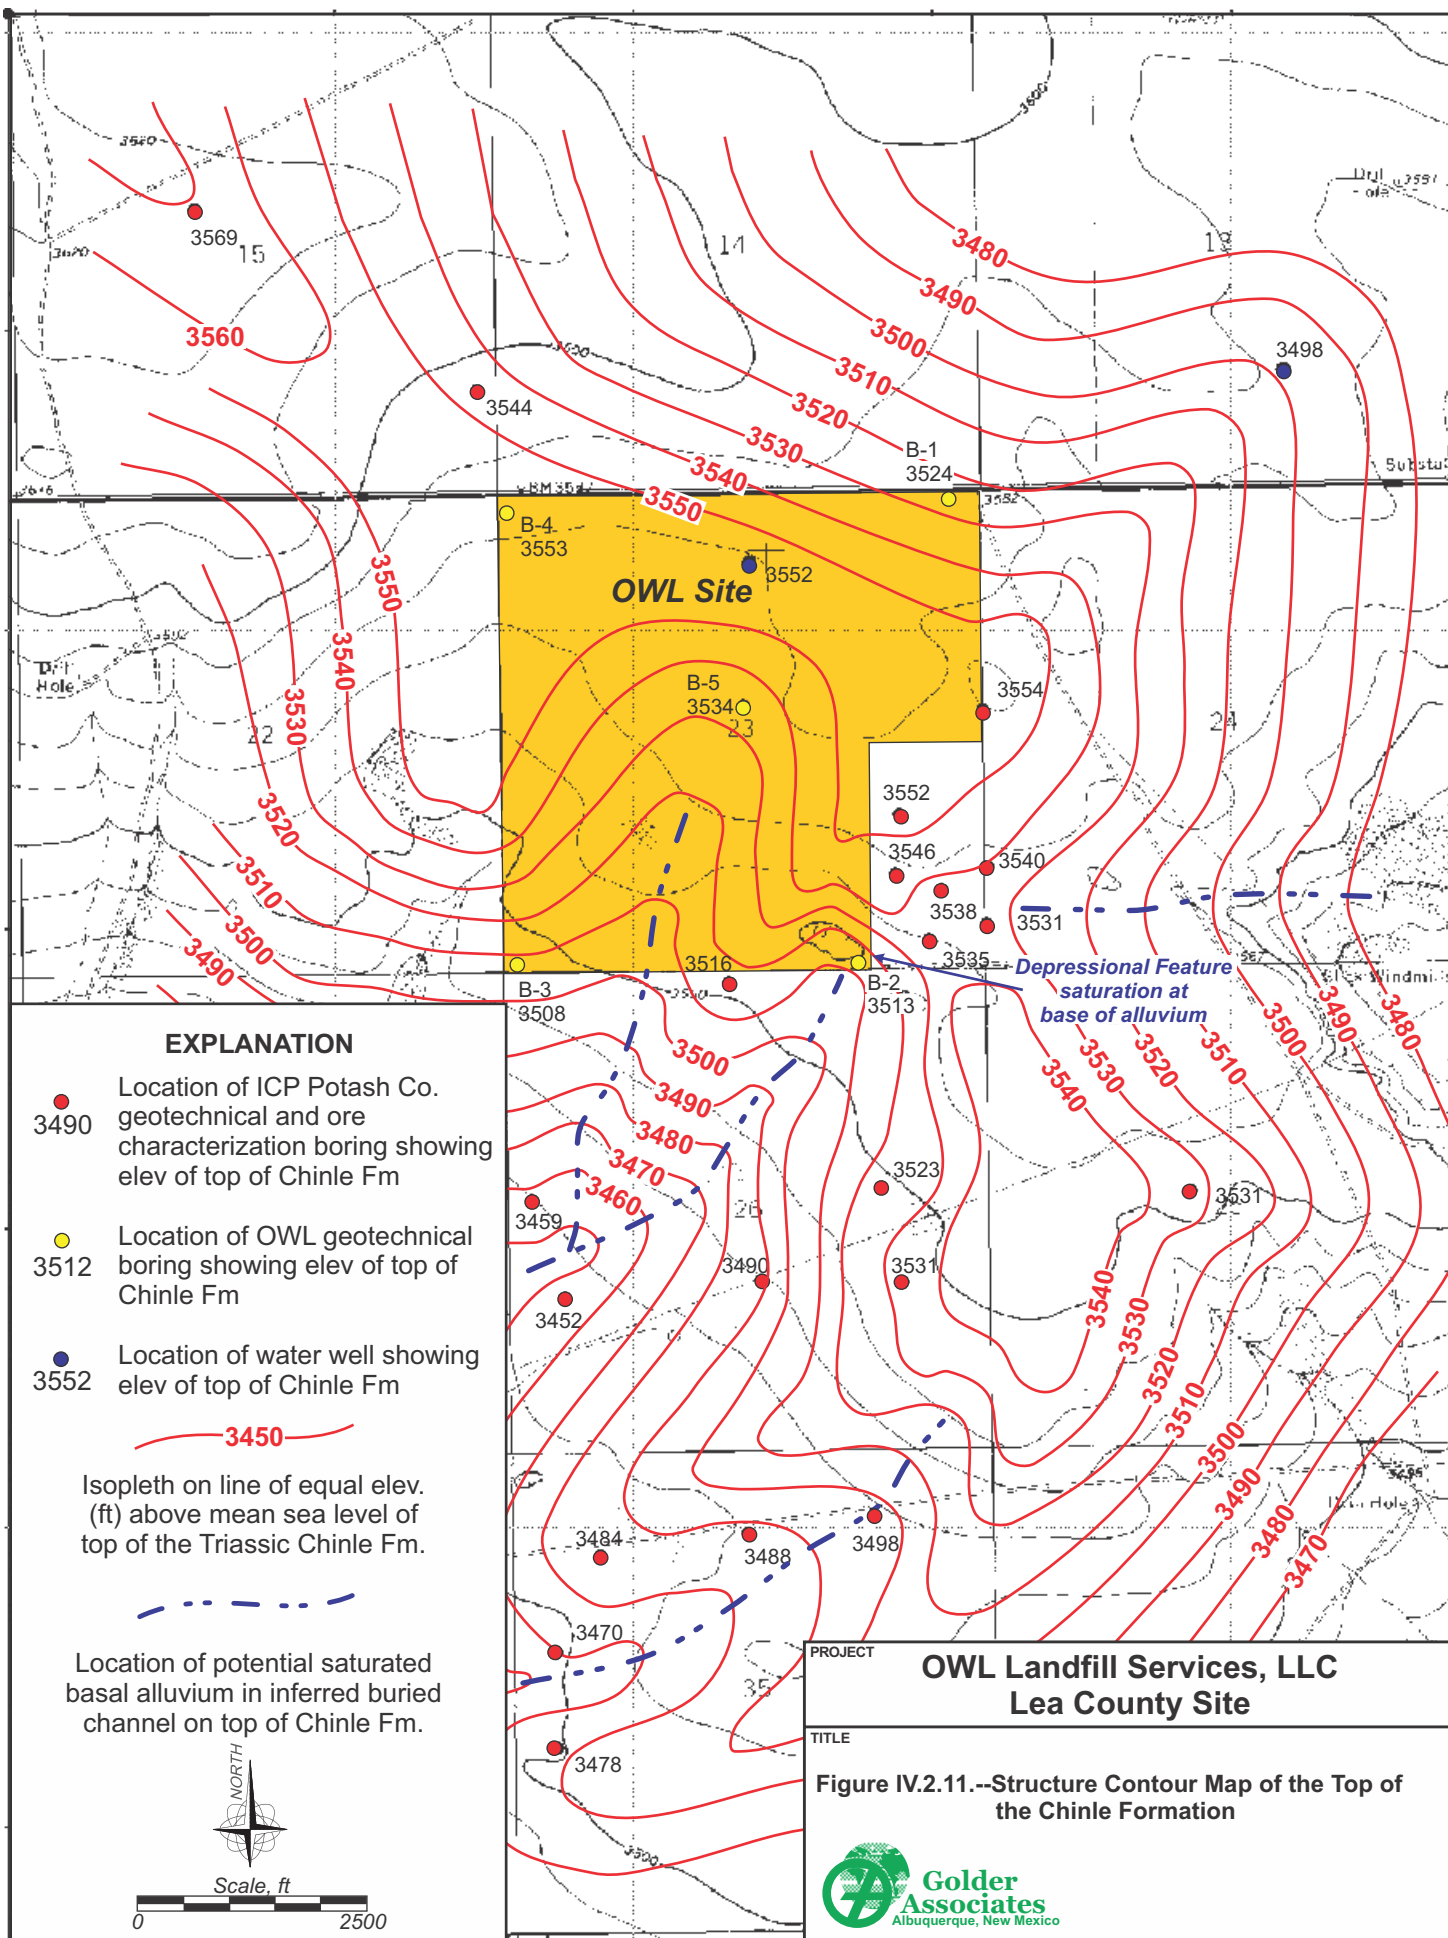 3600
3580
3569
15
14
13
3670
3480
3490
3560
3500
3498
3600
3510
3544
3520
3530
B-1
3524
3540
3550
3592
B-4
3553
3552
OWL Site
3550
3540
Hole
3530
B-5
3534
3554
22
23
24
3552
3520
3546
3540
3510
3538
3531
3500
3535
3490
3516
Depressional Feature
saturation at
base of alluvium
B-3
3508
B-2
3513
3500
3490
3480
3470
3460
3540
3530
3520
3510
3500
3490
3480
3523
3531
3459
26
3490
3531
3452
3540
3530
3520
3510
3500
3490
3480
3470
3484
3488
3498
3470
35
3478
3500
EXPLANATION
3490
Location of ICP Potash Co.
geotechnical and ore
characterization boring showing
elev of top of Chinle Fm
3512
Location of OWL geotechnical
boring showing elev of top of
Chinle Fm
3552
Location of water well showing
elev of top of Chinle Fm
3450
Isopleth on line of equal elev.
(ft) above mean sea level of
top of the Triassic Chinle Fm.
Location of potential saturated
basal alluvium in inferred buried
channel on top of Chinle Fm.
NORTH
Scale, ft
0 2500
PROJECT
OWL Landfill Services, LLC
Lea County Site
TITLE
Figure IV.2.11.--Structure Contour Map of the Top of
the Chinle Formation
Golder
Associates
Albuquerque, New Mexico